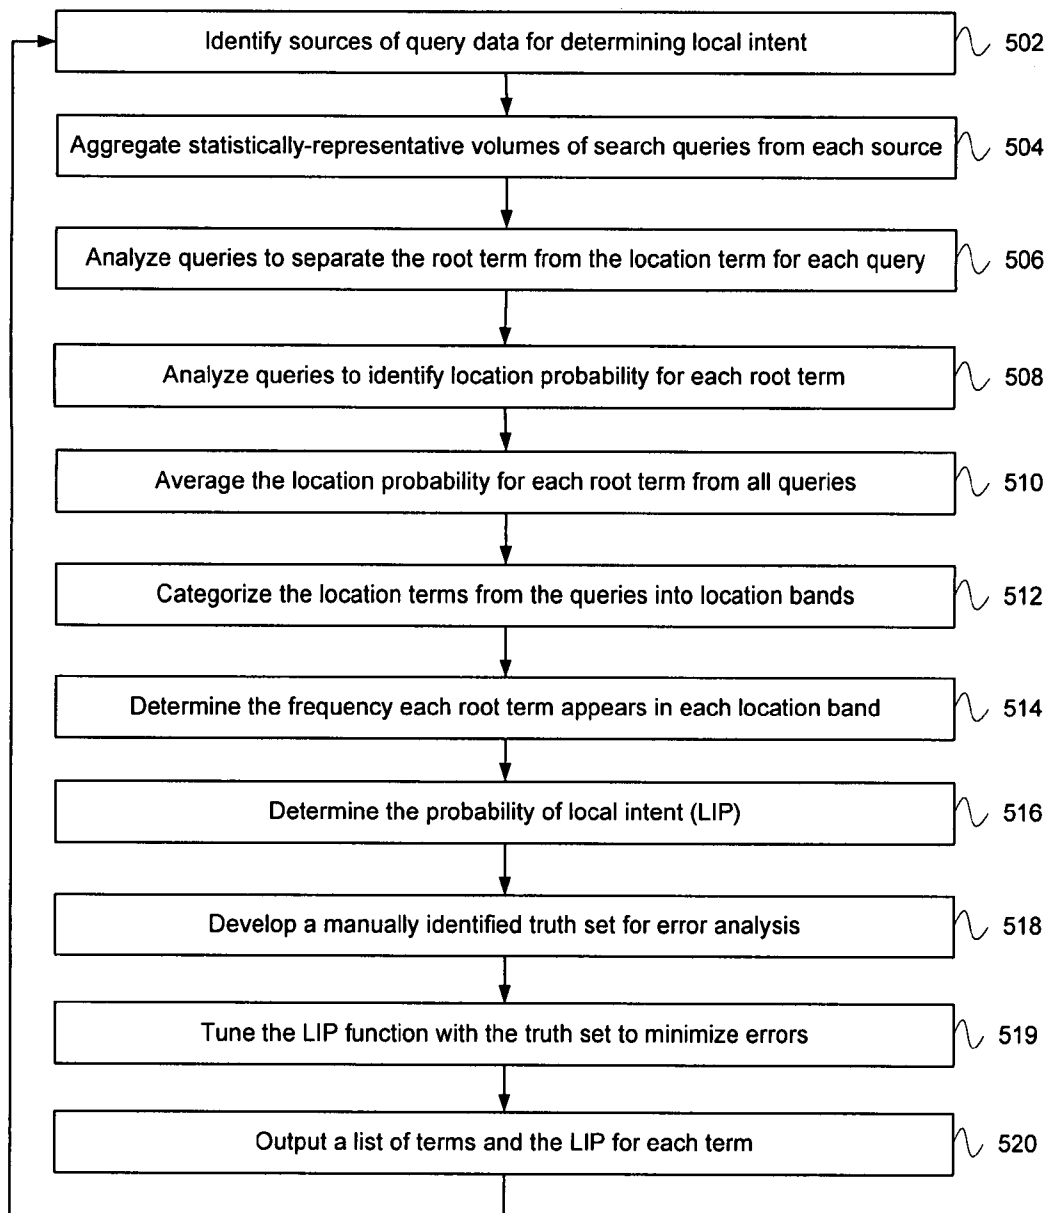 Identify sources of query data for determining local intent 502
Aggregate statistically-representative volumes of search queries from each source 504
Analyze queries to separate the root term from the location term for each query 506
Analyze queries to identify location probability for each root term 508
Average the location probability for each root term from all queries 510
Categorize the location terms from the queries into location bands 512
Determine the frequency each root term appears in each location band 514
Determine the probability of local intent (LIP) 516
Develop a manually identified truth set for error analysis 518
Tune the LIP function with the truth set to minimize errors 519
Output a list of terms and the LIP for each term 520